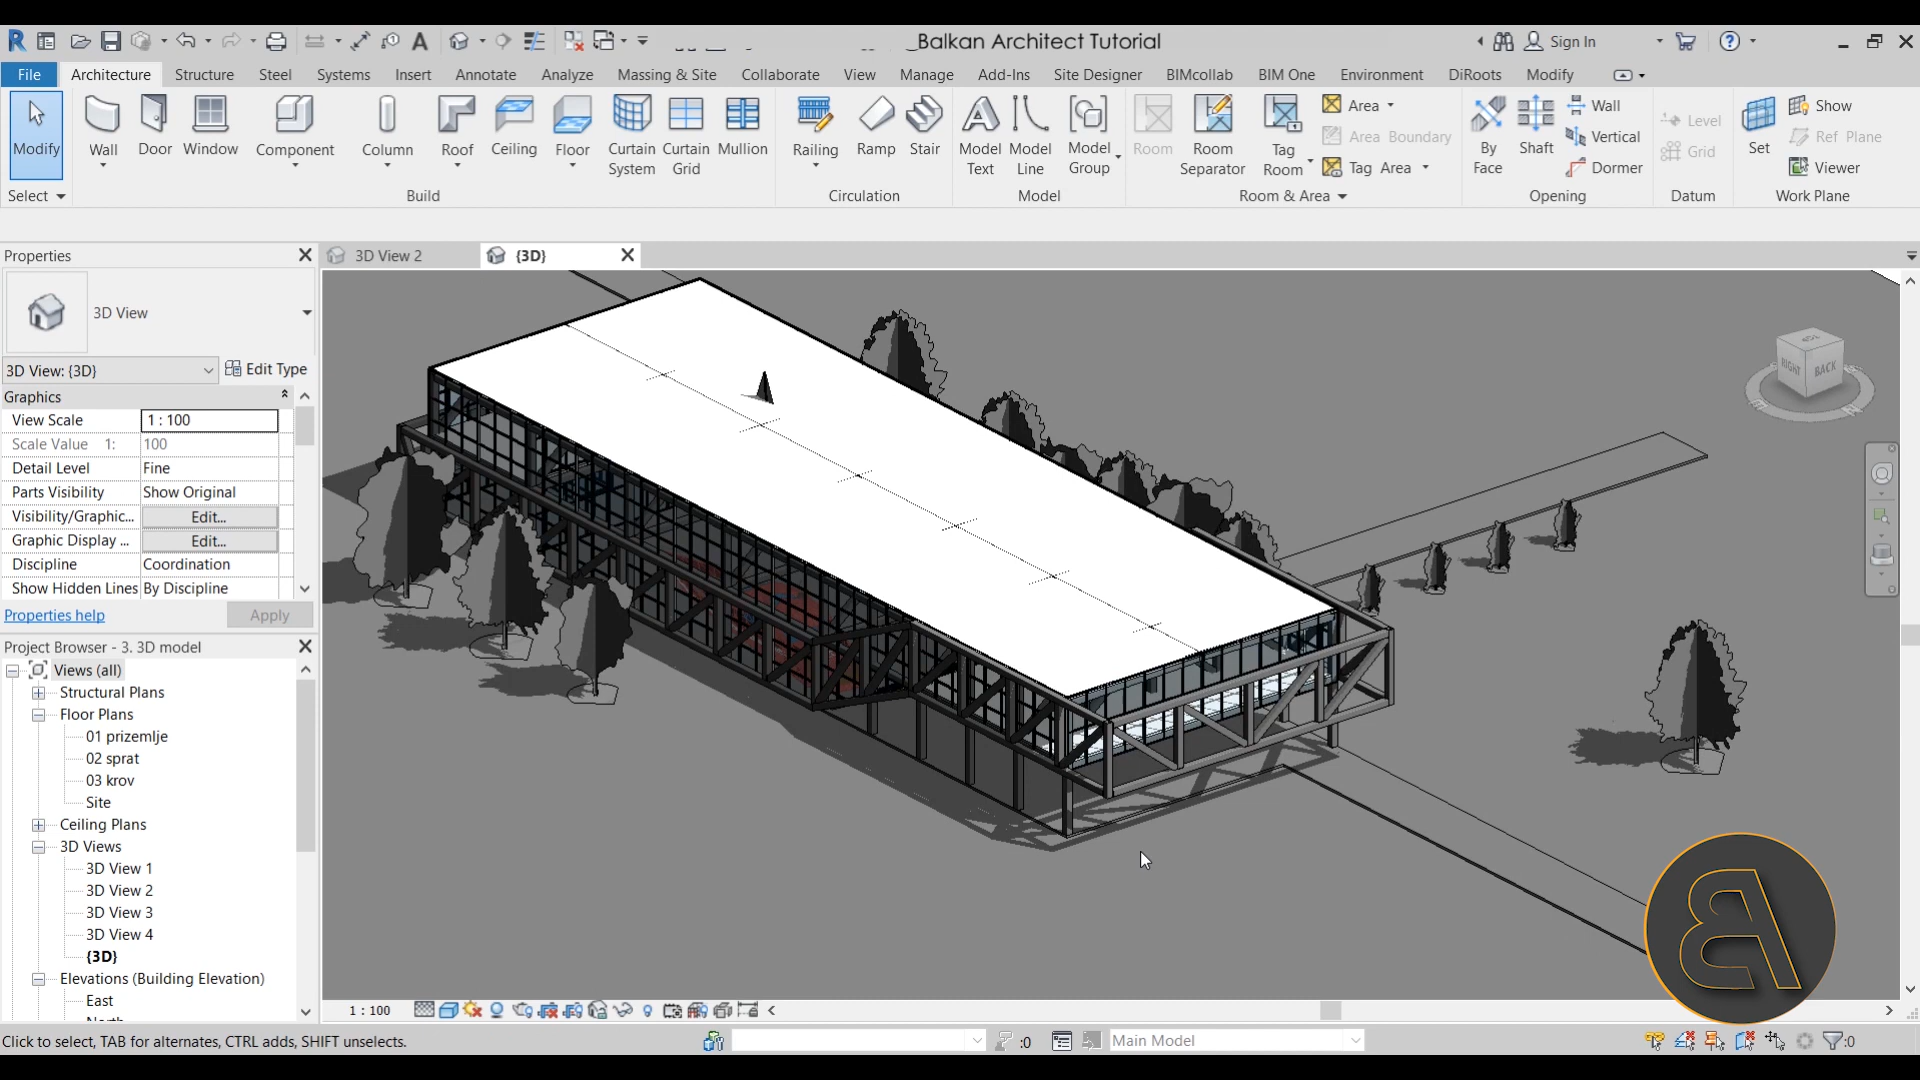 Balkan Architect Tutorial
Sign In
File Architecture Structure Steel Systems Insert Annotate Analyze Massing & Site Collaborate View Manage Add-Ins Site Designer BIMcollab BIM One Environment DiRoots Modify
Modify
Wall
Door
Window
Component
Column
Roof
Ceiling
Floor
Curtain System
Curtain Grid
Mullion
Railing
Ramp
Stair
Model Text
Model Line
Model Group
Room
Room Separator
Tag Room
Area
Area Boundary
Tag Area
By Face
Shaft
Wall
Vertical
Dormer
Level
Grid
Set
Show
Ref Plane
Viewer
Select
Build
Circulation
Model
Room & Area
Opening
Datum
Work Plane
Properties
3D View 2
{3D}
3D View
3D View: {3D}
Edit Type
Graphics
View Scale 1 : 100
Scale Value 1: 100
Detail Level Fine
Parts Visibility Show Original
Visibility/Graphic... Edit...
Graphic Display ... Edit...
Discipline Coordination
Show Hidden Lines By Discipline
Properties help
Apply
Project Browser - 3. 3D model
Views (all)
Structural Plans
Floor Plans
01 prizemlje
02 sprat
03 krov
Site
Ceiling Plans
3D Views
3D View 1
3D View 2
3D View 3
3D View 4
{3D}
Elevations (Building Elevation)
East
TOP
RIGHT
BACK
1 : 100
Click to select, TAB for alternates, CTRL adds, SHIFT unselects.
:0
Main Model
:0